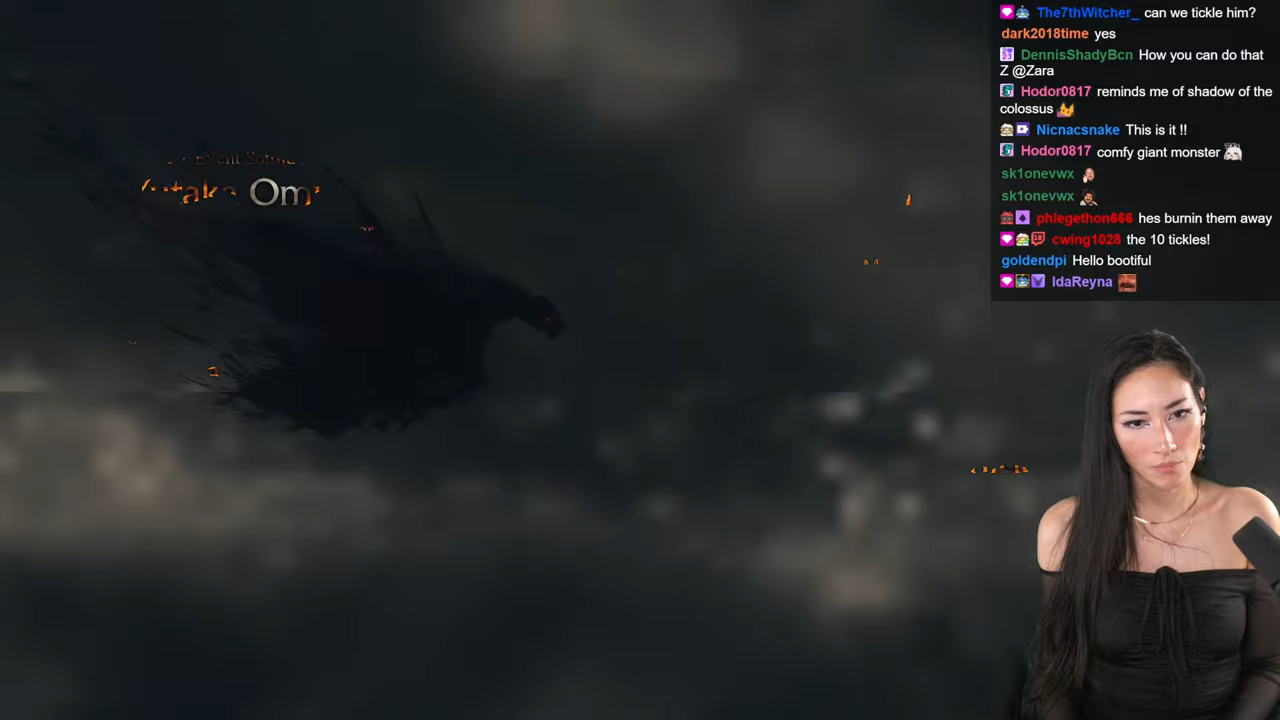 Event
Om
The7thWitcher_ can we tickle him?
dark2018time yes
DennisShadyBcn How you can do that
Z @Zara
Hodor0817 reminds me of shadow of the
colossus
Nicnacsnake This is it !!
Hodor0817 comfy giant monster
sk1onevwx
sk1onevwx
phlegethon666 hes burnin them away
cwing1028 the 10 tickles!
goldendpi Hello bootiful
IdaReyna